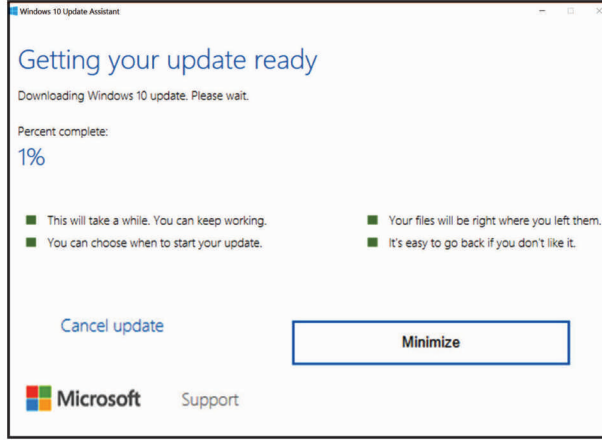 Windows 10 Update Assistant
Getting your update ready
Downloading Windows 10 update. Please wait.
Percent complete:
1%
This will take a while. You can keep working.
You can choose when to start your update.
Your files will be right where you left them.
It's easy to go back if you don't like it.
Cancel update
Minimize
Microsoft
Support